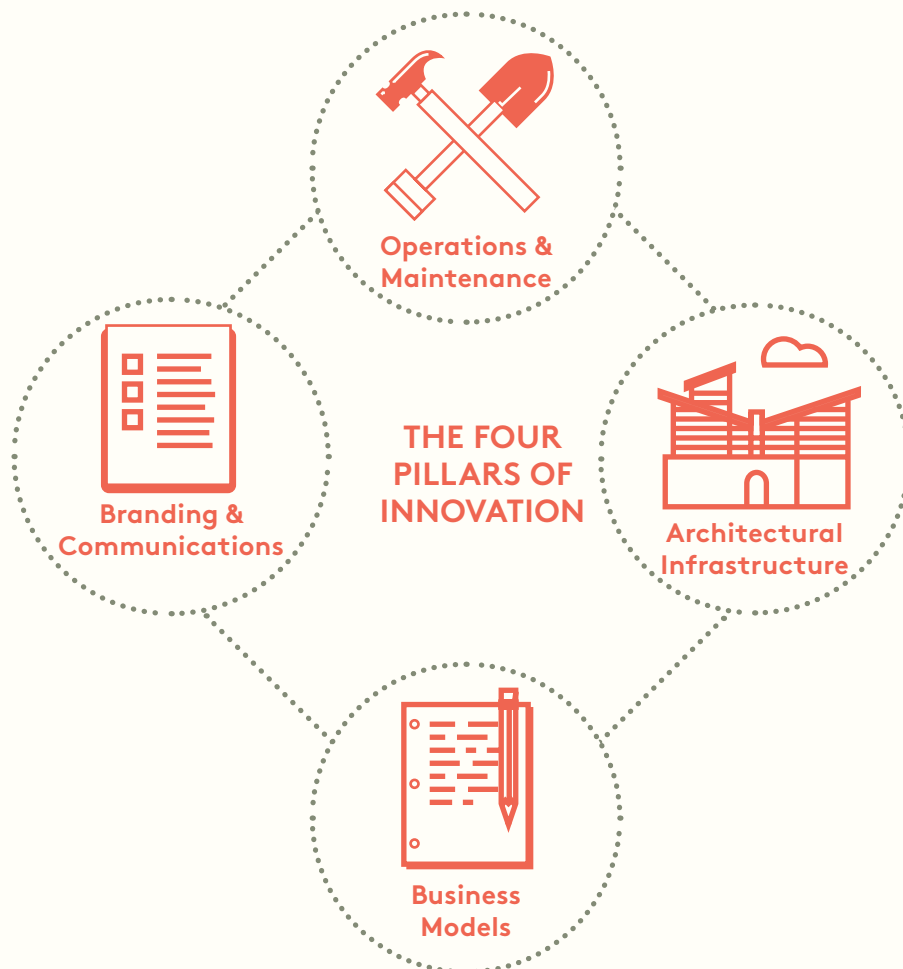 Operations &
Maintenance
Branding &
Communications
THE FOUR
PILLARS OF
INNOVATION
Architectural
Infrastructure
Business
Models